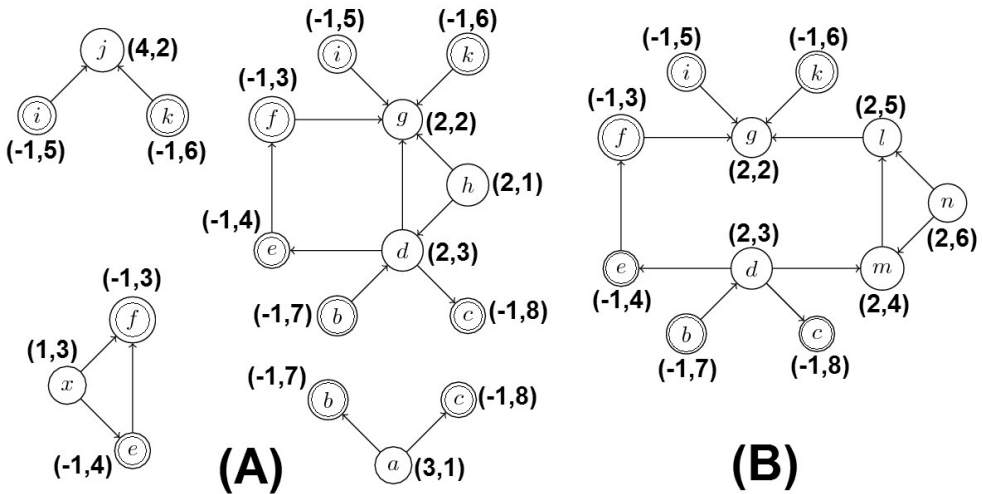 (-1,5) (-1,6)
j (4,2)
i k
(-1,5) (-1,6)
(-1,3)
i k
f g (2,2)
h (2,1)
(-1,4)
e d (2,3)
(-1,7) b c (-1,8)
(-1,3)
f
(1,3)
x
e
(-1,4)
(-1,7)
b c (-1,8)
a (3,1)
(A)
(-1,5) (-1,6)
i k
(-1,3) (2,5)
f g l
(2,2)
n
(2,6)
(2,3)
e d m
(-1,4) (2,4)
b c
(-1,7) (-1,8)
(B)